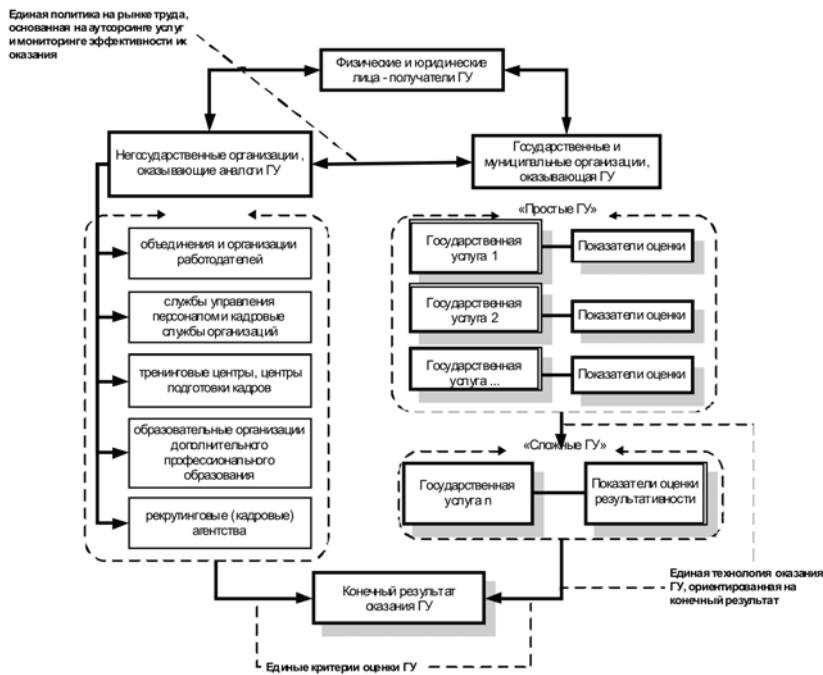 Единая политика на рынке труда,
основанная на аутсорсинге услуг
и мониторинге эффективности их
оказания
Физические и юридические
лица - получатели ГУ
Негосударственные организации ,
оказывающие аналоги ГУ
Государственные и
муниципальные организации,
оказывающая ГУ
объединения и организации
работодателей
службы управления
персоналом и кадровые
службы организаций
тренинговые центры, центры
подготовки кадров
образовательные организации
дополнительного
профессионального
образования
рекрутинговые (кадровые)
агентства
«Простые ГУ»
Государственная
услуга 1
Показатели оценки
Государственная
услуга 2
Показатели оценки
Государственная
услуга ...
Показатели оценки
«Сложные ГУ»
Государственная
услуга n
Показатели оценки
результативности
Единая технология оказания
ГУ, ориентированная на
конечный результат
Конечный результат
оказания ГУ
Единые критерии оценки ГУ